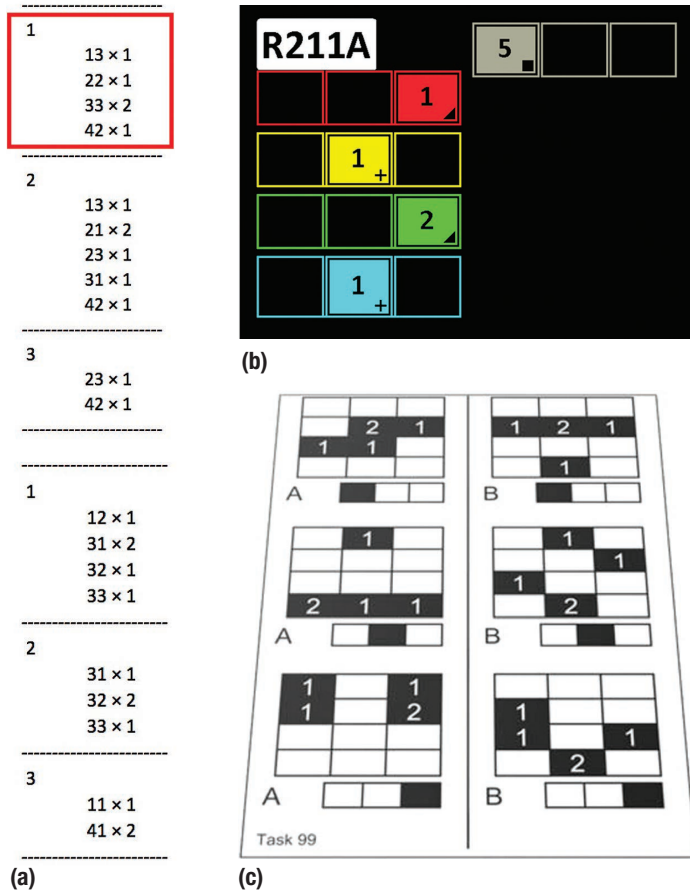 1
13 × 1
22 × 1
33 × 2
42 × 1
2
13 × 1
21 × 2
23 × 1
31 × 1
42 × 1
3
23 × 1
42 × 1
1
12 × 1
31 × 2
32 × 1
33 × 1
2
31 × 1
32 × 2
33 × 1
3
11 × 1
41 × 2
(a)
R211A
5
1
1 +
2
1 +
(b)
2 1
1 1
A
1 2 1
1
B
1
2 1 1
A
1
1
1
2
B
1 1
1 2
A
1
1 1
2
B
Task 99
(c)